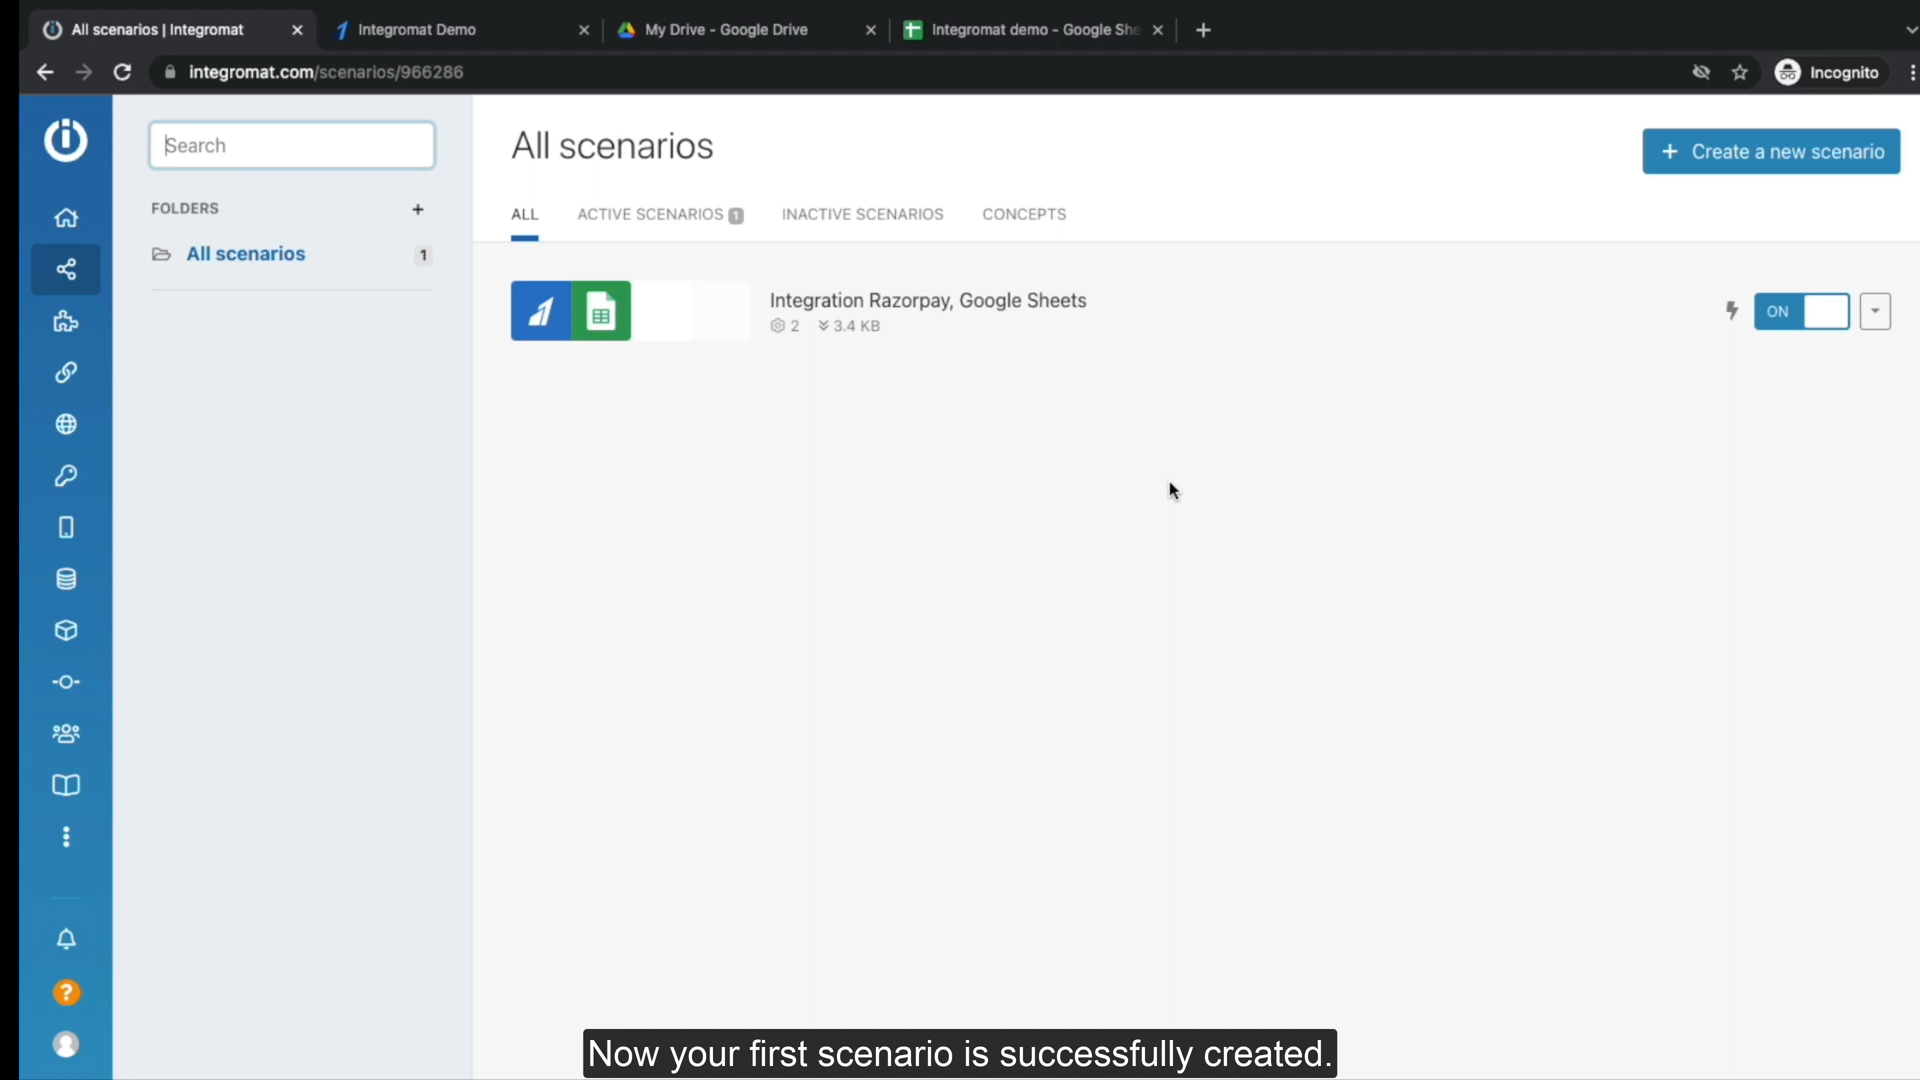 All scenarios | Integromat
Integromat Demo
My Drive - Google Drive
Integromat demo - Google She
integromat.com/scenarios/966286
Incognito
Search
FOLDERS +
All scenarios 1
All scenarios
+ Create a new scenario
ALL ACTIVE SCENARIOS 1 INACTIVE SCENARIOS CONCEPTS
Integration Razorpay, Google Sheets
2 3.4 KB
ON
?
Now your first scenario is successfully created.